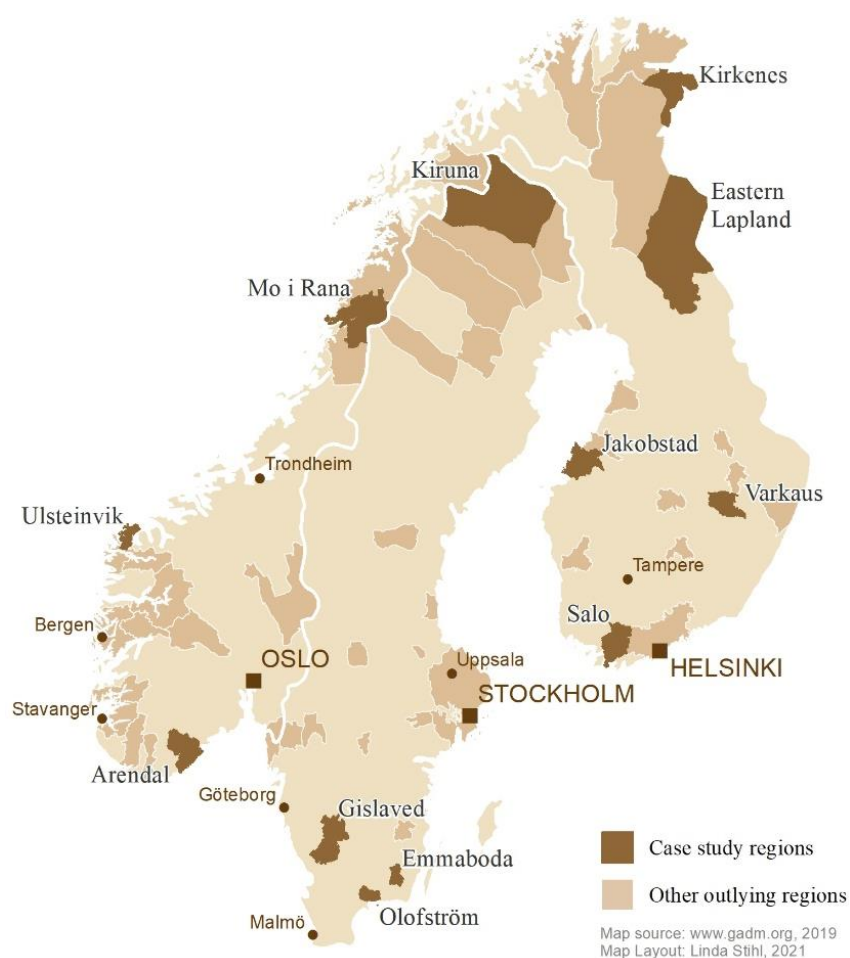 Kirkenes
Kiruna
Eastern
Lapland
Mo i Rana
Jakobstad
Trondheim
Varkaus
Ulsteinvik
Tampere
Salo
Bergen
OSLO
Uppsala
HELSINKI
STOCKHOLM
Stavanger
Arendal
Göteborg
Gislaved
Emmaboda
Olofström
Malmö
Case study regions
Other outlying regions
Map source: www.gadm.org, 2019
Map Layout: Linda Stihl, 2021